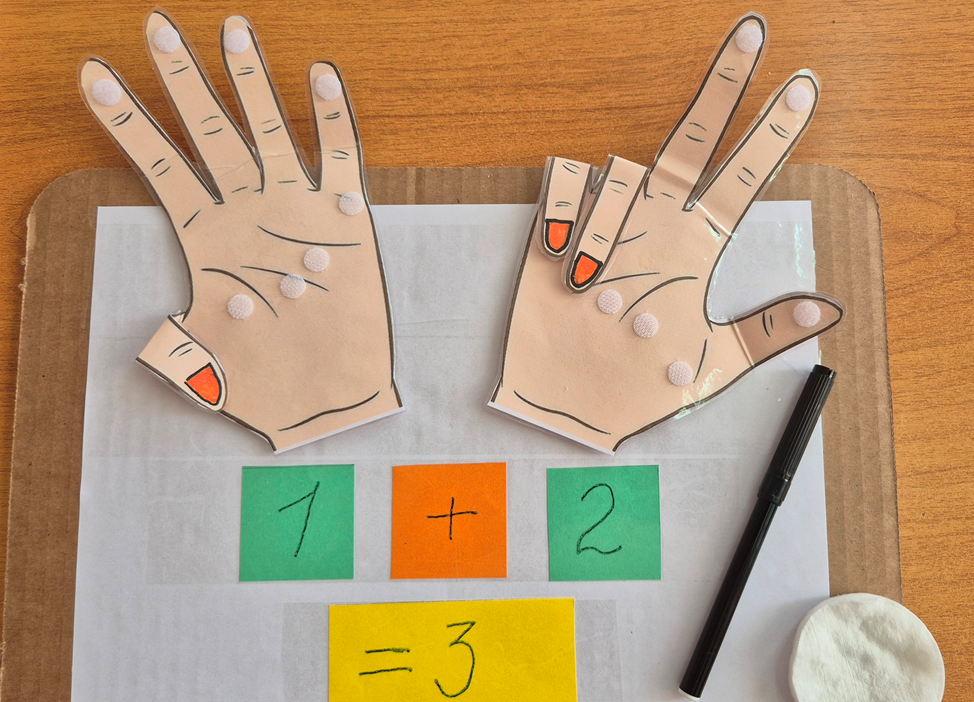 1 + 2
= 3